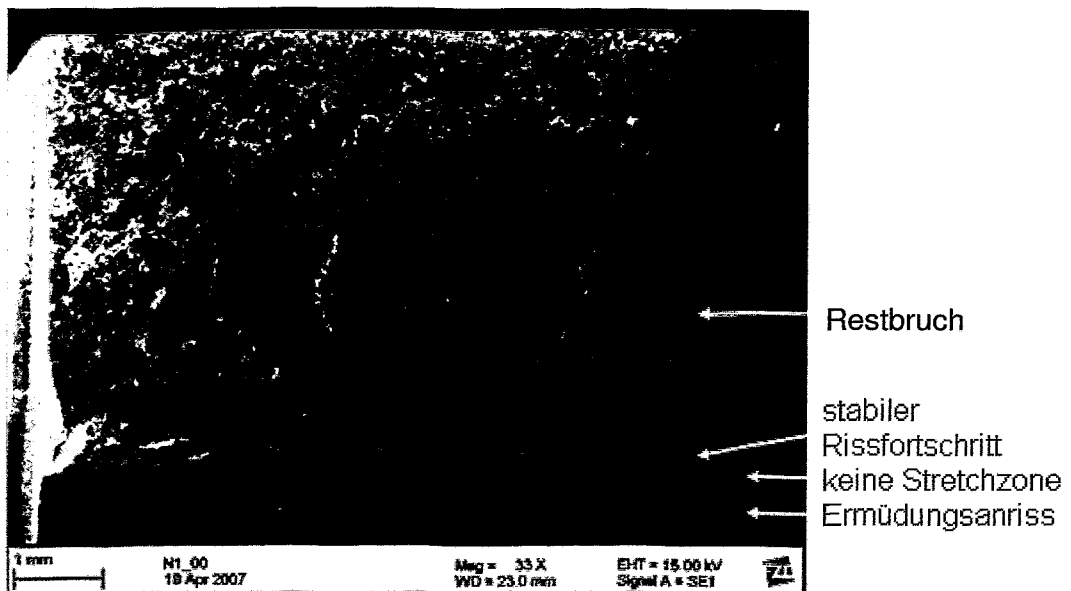 Restbruch
stabiler
Rissfortschritt
keine Stretchzone
Ermüdungsanriss
1 mm
N1_00
19 Apr 2007
Mag = 33 X
WD = 23.0 mm
EHT = 15.00 kV
Signal A = SE1